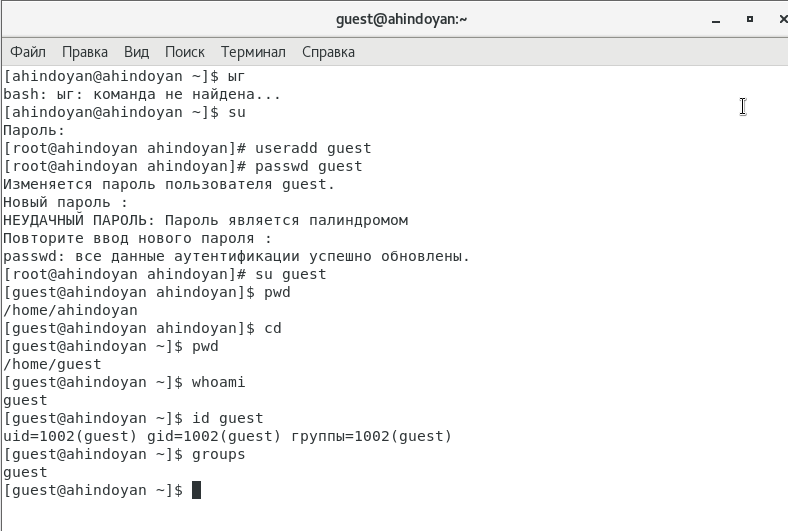 guest@ahindoyan:~
Файл Правка Вид Поиск Терминал Справка
[ahindoyan@ahindoyan ~]$ ыг
bash: ыг: команда не найдена...
[ahindoyan@ahindoyan ~]$ su
Пароль:
[root@ahindoyan ahindoyan]# useradd guest
[root@ahindoyan ahindoyan]# passwd guest
Изменяется пароль пользователя guest.
Новый пароль :
НЕУДАЧНЫЙ ПАРОЛЬ: Пароль является палиндромом
Повторите ввод нового пароля :
passwd: все данные аутентификации успешно обновлены.
[root@ahindoyan ahindoyan]# su guest
[guest@ahindoyan ahindoyan]$ pwd
/home/ahindoyan
[guest@ahindoyan ahindoyan]$ cd
[guest@ahindoyan ~]$ pwd
/home/guest
[guest@ahindoyan ~]$ whoami
guest
[guest@ahindoyan ~]$ id guest
uid=1002(guest) gid=1002(guest) группы=1002(guest)
[guest@ahindoyan ~]$ groups
guest
[guest@ahindoyan ~]$